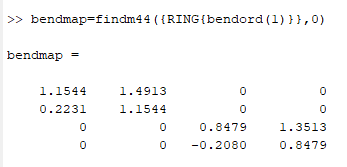 >> bendmap=findm44({RING{bendord(1)}},0)
bendmap =
1.1544 1.4913 0 0
0.2231 1.1544 0 0
0 0 0.8479 1.3513
0 0 -0.2080 0.8479